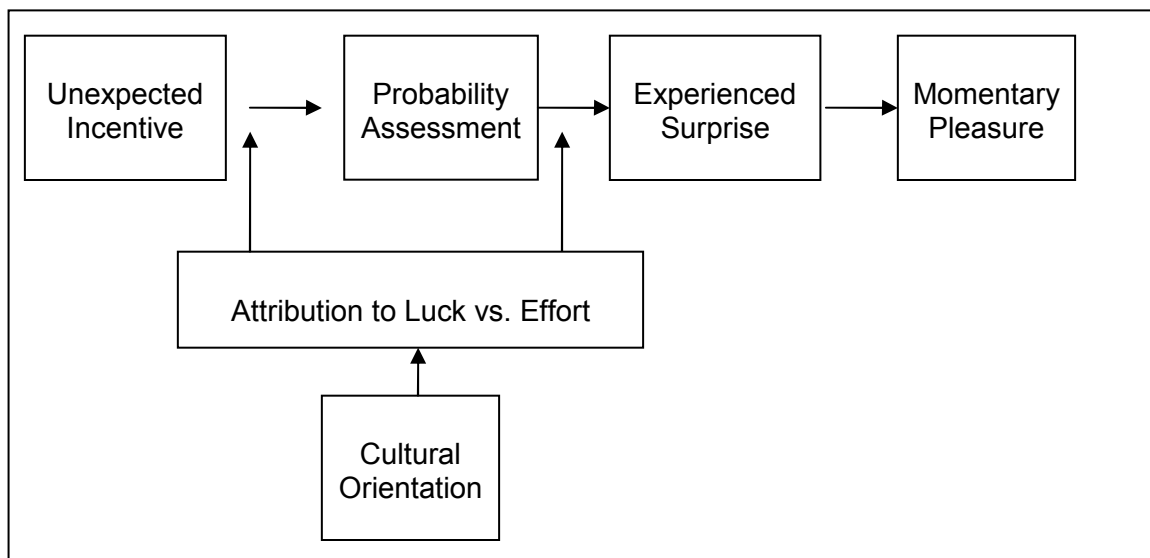 Unexpected
Incentive
Probability
Assessment
Experienced
Surprise
Momentary
Pleasure
Attribution to Luck vs. Effort
Cultural
Orientation